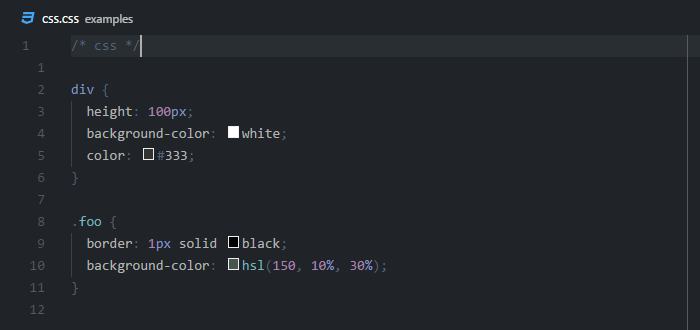 css.css examples
1 /* css */
1
2 div {
3 height: 100px;
4 background-color: white;
5 color: #333;
6 }
7
8 .foo {
9 border: 1px solid black;
10 background-color: hsl(150, 10%, 30%);
11 }
12